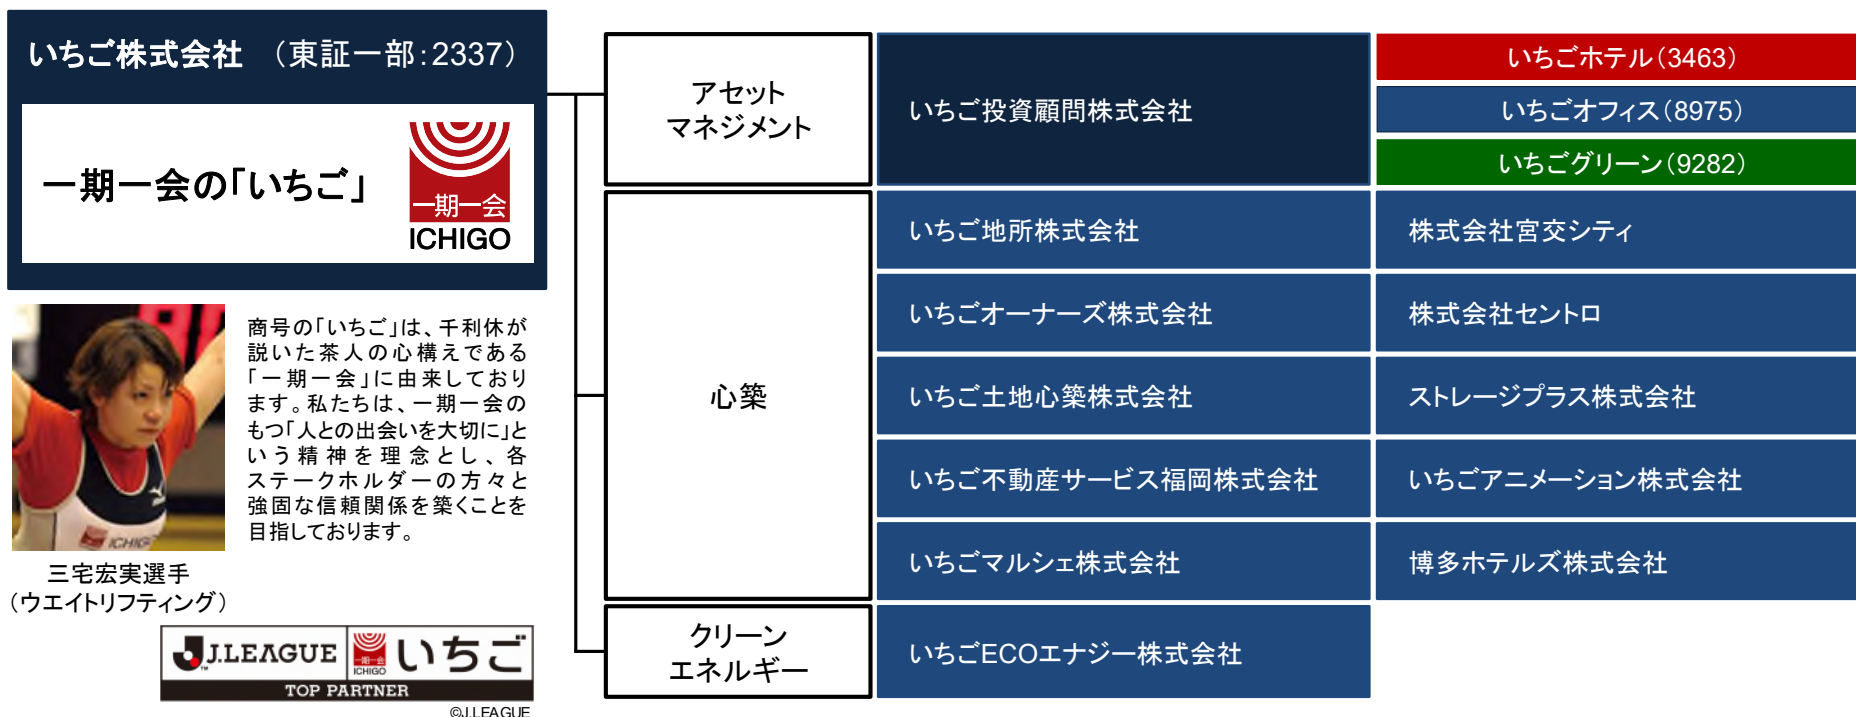 いちご株式会社 （東証一部：2337）
一期一会の「いちご」
一期一会
ICHIGO
商号の「いちご」は、千利休が
説いた茶人の心構えである
「一期一会」に由来しており
ます。私たちは、一期一会の
もつ「人との出会いを大切に」と
いう精神を理念とし、各
ステークホルダーの方々と
強固な信頼関係を築くことを
目指しております。
ICHIGO
三宅宏実選手
（ウエイトリフティング）
J.LEAGUE
TM
一期一会
ICHIGO
いちご
TOP PARTNER
©J.LEAGUE
アセット
マネジメント
いちご投資顧問株式会社
いちごホテル（3463）
いちごオフィス（8975）
いちごグリーン（9282）
心築
いちご地所株式会社
株式会社宮交シティ
いちごオーナーズ株式会社
株式会社セントロ
いちご土地心築株式会社
ストレージプラス株式会社
いちご不動産サービス福岡株式会社
いちごアニメーション株式会社
いちごマルシェ株式会社
博多ホテルズ株式会社
クリーン
エネルギー
いちごECOエナジー株式会社